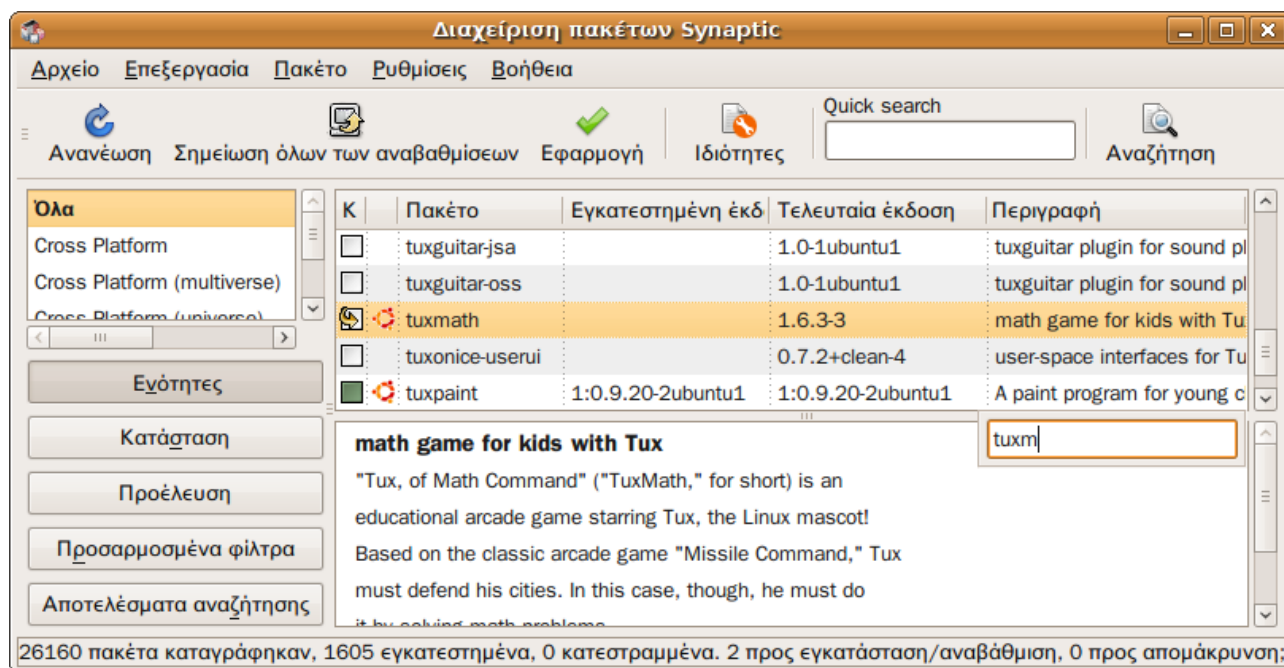 Διαχείριση πακέτων Synaptic
Αρχείο Επεξεργασία Πακέτο Ρυθμίσεις Βοήθεια
Quick search
Ανανέωση Σημείωση όλων των αναβαθμίσεων Εφαρμογή Ιδιότητες Αναζήτηση
Όλα
Cross Platform
Cross Platform (multiverse)
Cross Platform (universe)
Ενότητες
Κατάσταση
Προέλευση
Προσαρμοσμένα φίλτρα
Αποτελέσματα αναζήτησης
Κ Πακέτο Εγκατεστημένη έκδ Τελευταία έκδοση Περιγραφή
tuxguitar-jsa 1.0-1ubuntu1 tuxguitar plugin for sound pl
tuxguitar-oss 1.0-1ubuntu1 tuxguitar plugin for sound pl
tuxmath 1.6.3-3 math game for kids with Tu
tuxonice-userui 0.7.2+clean-4 user-space interfaces for Tu
tuxpaint 1:0.9.20-2ubuntu1 1:0.9.20-2ubuntu1 A paint program for young c
tuxm
math game for kids with Tux
"Tux, of Math Command" ("TuxMath," for short) is an
educational arcade game starring Tux, the Linux mascot!
Based on the classic arcade game "Missile Command," Tux
must defend his cities. In this case, though, he must do
it by solving math problems.
26160 πακέτα καταγράφηκαν, 1605 εγκατεστημένα, 0 κατεστραμμένα. 2 προς εγκατάσταση/αναβάθμιση, 0 προς απομάκρυνση;